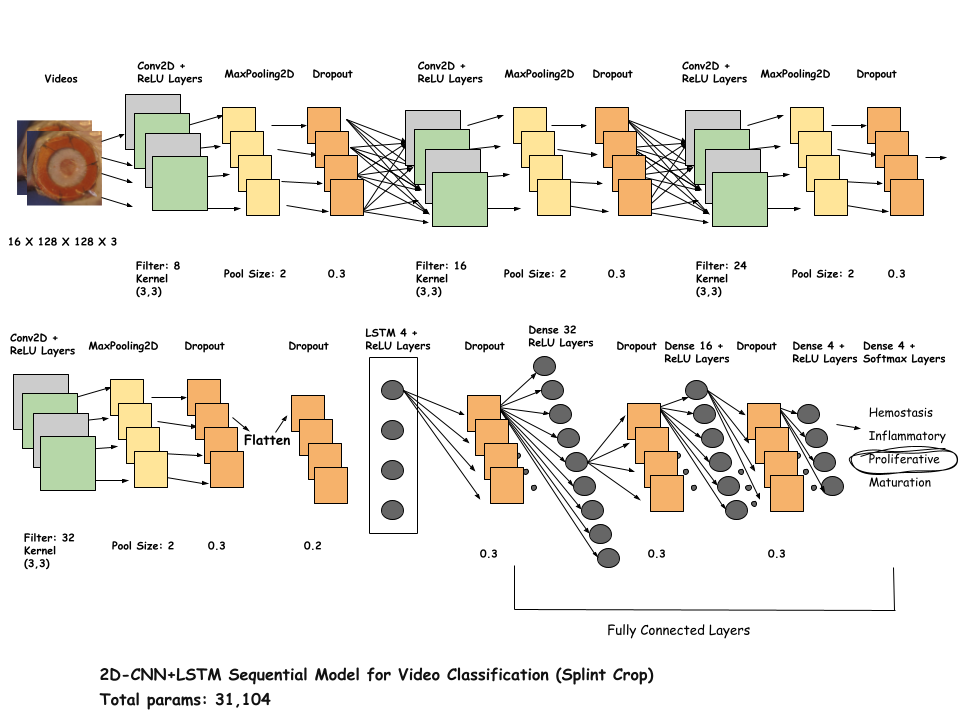 Videos
Conv2D +
ReLU Layers
MaxPooling2D
Dropout
Conv2D +
ReLU Layers
MaxPooling2D
Dropout
Conv2D +
ReLU Layers
MaxPooling2D
Dropout
16 X 128 X 128 X 3
Filter: 8
Kernel
(3,3)
Pool Size: 2
0.3
Filter: 16
Kernel
(3,3)
Pool Size: 2
0.3
Filter: 24
Kernel
(3,3)
Pool Size: 2
0.3
Conv2D +
ReLU Layers
MaxPooling2D
Dropout
Flatten
Dropout
LSTM 4 +
ReLU Layers
Dropout
Dense 32
ReLU Layers
Dropout
Dense 16 +
ReLU Layers
Dropout
Dense 4 +
ReLU Layers
Dense 4 +
Softmax Layers
Hemostasis
Inflammatory
Proliferative
Maturation
Filter: 32
Kernel
(3,3)
Pool Size: 2
0.3
0.2
0.3
0.3
0.3
Fully Connected Layers
2D-CNN+LSTM Sequential Model for Video Classification (Splint Crop)
Total params: 31,104